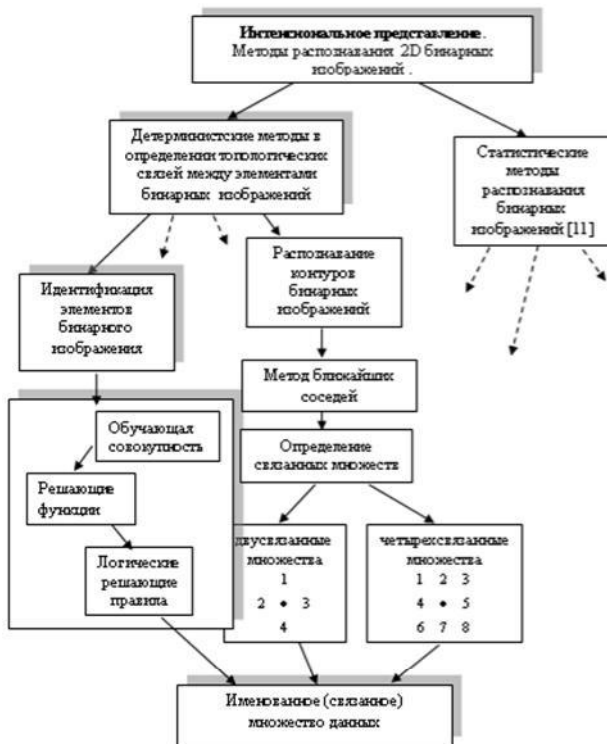 Интенсиональное представление.
Методы распознавания 2D бинарных
изображений .
Детерминистские методы в
определении топологических
связей между элементами
бинарных изображений
Статистические
методы
распознавания
бинарных
изображений [11]
Распознавание
контуров
бинарных
изображений
Идентификация
элементов
бинарного
изображения
Метод ближайших
соседей
Обучающая
совокупность
Решающие
функции
Логические
решающие
правила
Определение
связанных множеств
двусвязанные
множества
1
2 • 3
4
четырехсвязанные
множества
1 2 3
4 • 5
6 7 8
Именованное (связанное)
множество данных